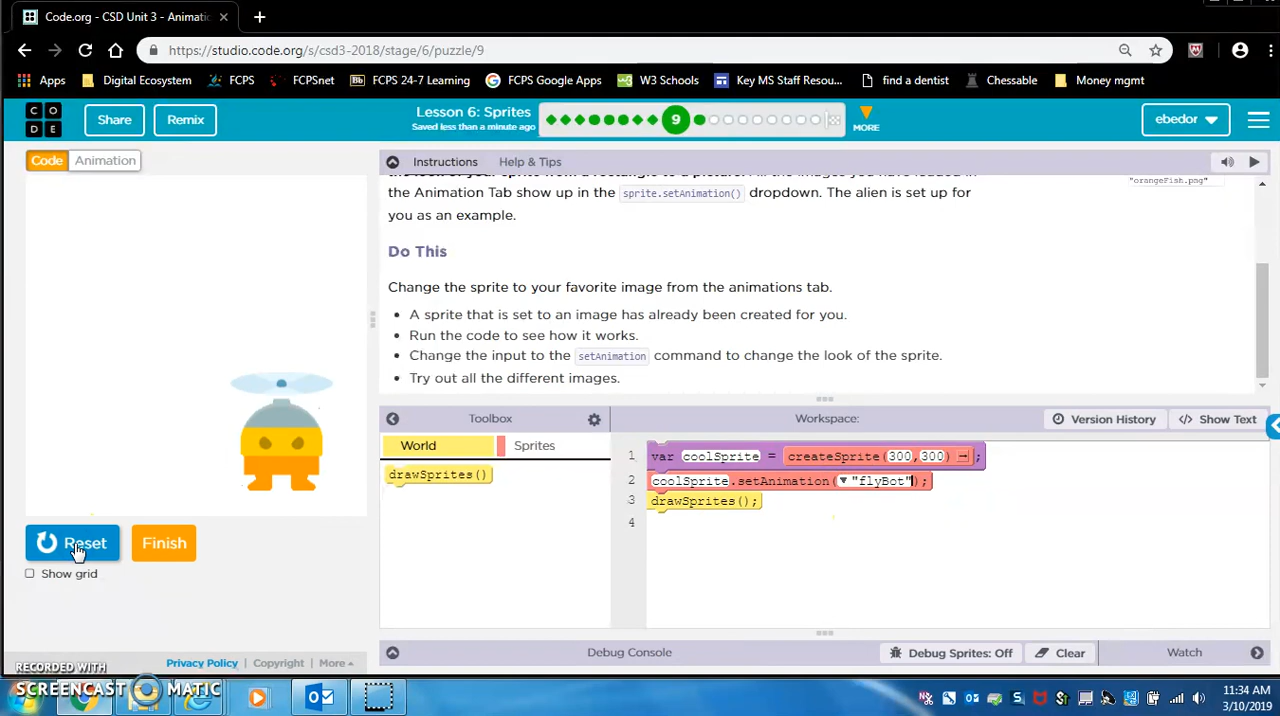 Code.org - CSD Unit 3 - Animatio
https://studio.code.org/s/csd3-2018/stage/6/puzzle/9
Apps Digital Ecosystem FCPS FCPSnet Bb FCPS 24-7 Learning FCPS Google Apps W3 Schools Key MS Staff Resou... find a dentist Chessable Money mgmt
C O D E
Share Remix
Lesson 6: Sprites
Saved less than a minute ago
9
MORE
ebedor
Code Animation
Instructions Help & Tips
"orangeFish.png"
the Animation Tab show up in the sprite.setAnimation() dropdown. The alien is set up for
you as an example.
Do This
Change the sprite to your favorite image from the animations tab.
• A sprite that is set to an image has already been created for you.
• Run the code to see how it works.
• Change the input to the setAnimation command to change the look of the sprite.
• Try out all the different images.
Toolbox
Workspace: Version History </> Show Text
World Sprites
drawSprites()
1 var coolSprite = createSprite(300,300);
2 coolSprite.setAnimation("flyBot");
3 drawSprites();
4
Reset Finish
Show grid
Debug Console Debug Sprites: Off Clear Watch
Privacy Policy | Copyright | More
RECORDED WITH
SCREENCAST MATIC
11:34 AM
3/10/2019